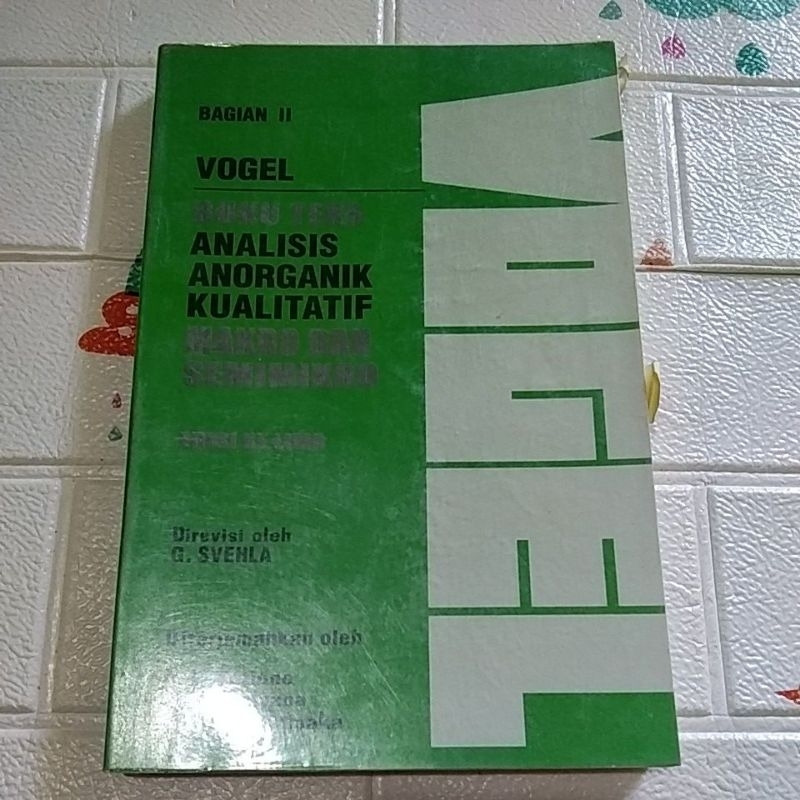 BAGIAN II
VOGEL
BUKU TEKS
ANALISIS
ANORGANIK
KUALITATIF
MAKRO DAN
SEMIMIKRO
Direvisi oleh
G. SVEHLA
Diterjemahkan oleh
VOGEL